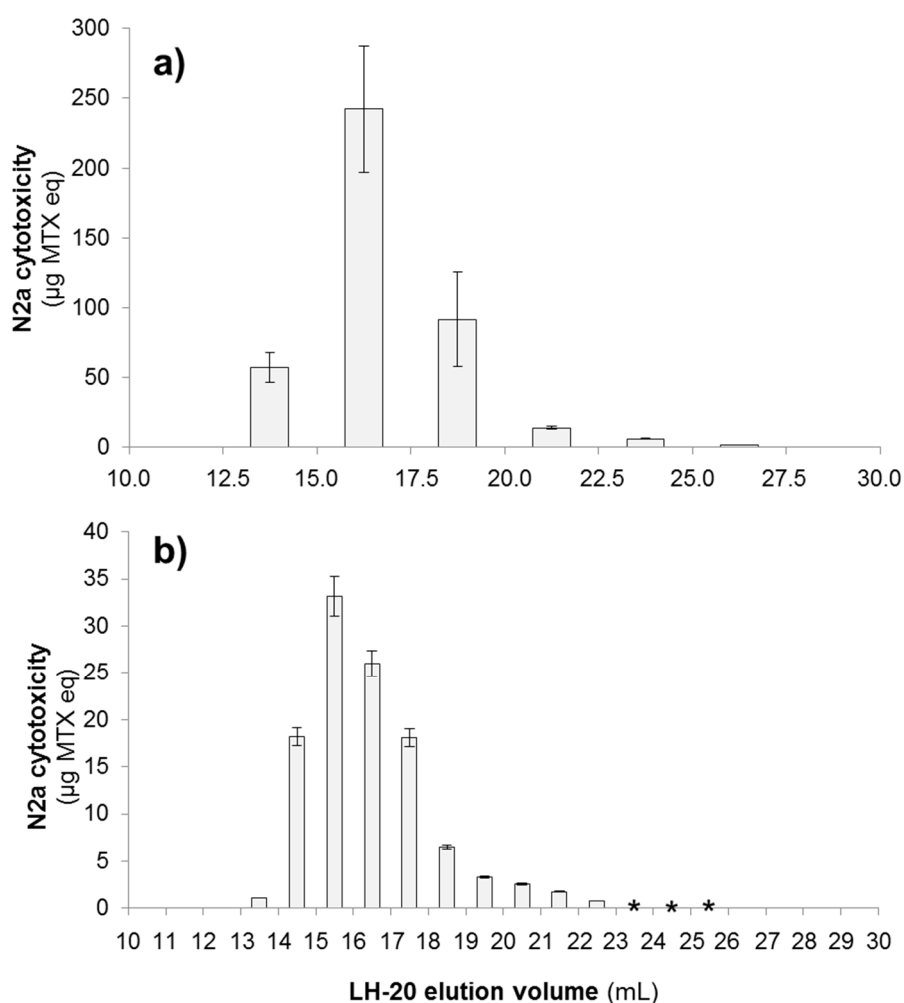 a)
300
250
200
150
100
50
0
N2a cytotoxicity
(µg MTX eq)
10.0 12.5 15.0 17.5 20.0 22.5 25.0 27.5 30.0
b)
40
35
30
25
20
15
10
5
0
N2a cytotoxicity
(µg MTX eq)
* * *
10 11 12 13 14 15 16 17 18 19 20 21 22 23 24 25 26 27 28 29 30
LH-20 elution volume (mL)